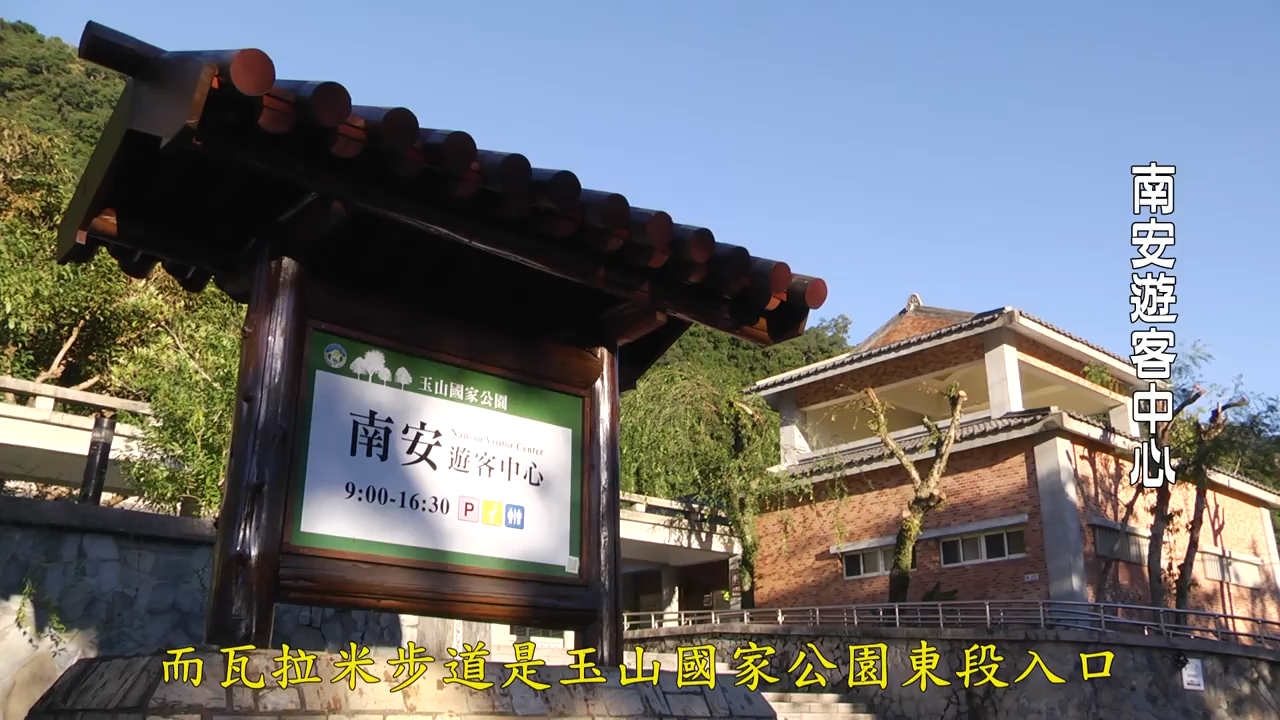 玉山國家公園
南安
Nan-an Visitor Center
遊客中心
9:00-16:30 P
南安遊客中心
而瓦拉米步道是玉山國家公園東段入口